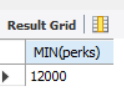 Result Grid
MIN(perks)
12000